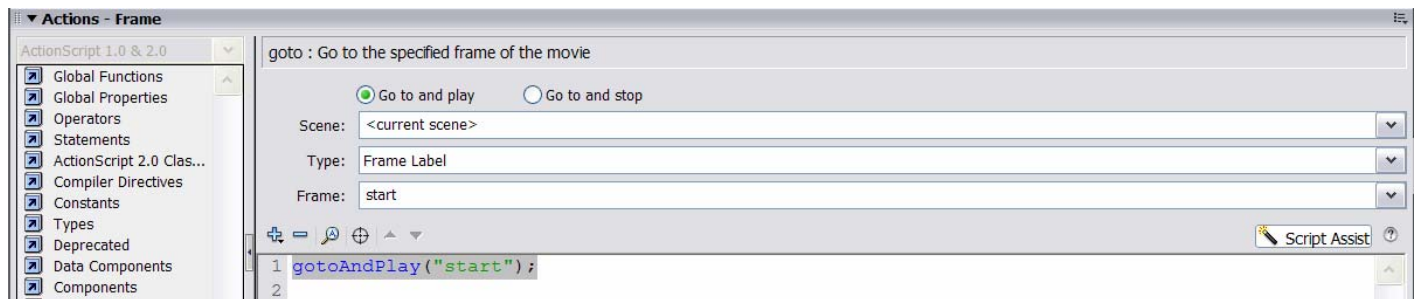 Actions - Frame
ActionScript 1.0 & 2.0
Global Functions
Global Properties
Operators
Statements
ActionScript 2.0 Clas...
Compiler Directives
Constants
Types
Deprecated
Data Components
Components
goto : Go to the specified frame of the movie
Go to and play Go to and stop
Scene: <current scene>
Type: Frame Label
Frame: start
Script Assist ?
1 gotoAndPlay("start");
2